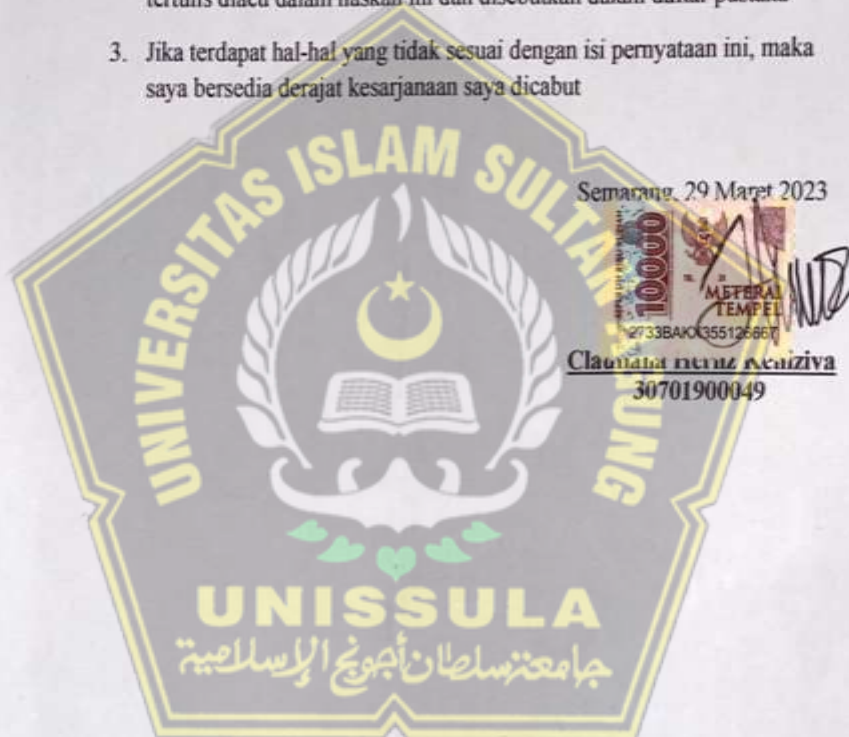 3. Jika terdapat hal-hal yang tidak sesuai dengan isi pernyataan ini, maka
saya bersedia derajat kesarjanaan saya dicabut
Semarang, 29 Maret 2023
10000
METERAI
TEMPEL
30701900049
UNIVERSITAS ISLAM SULTAN AGUNG
UNISSULA
جامعة سلطان أجونج الإسلامية